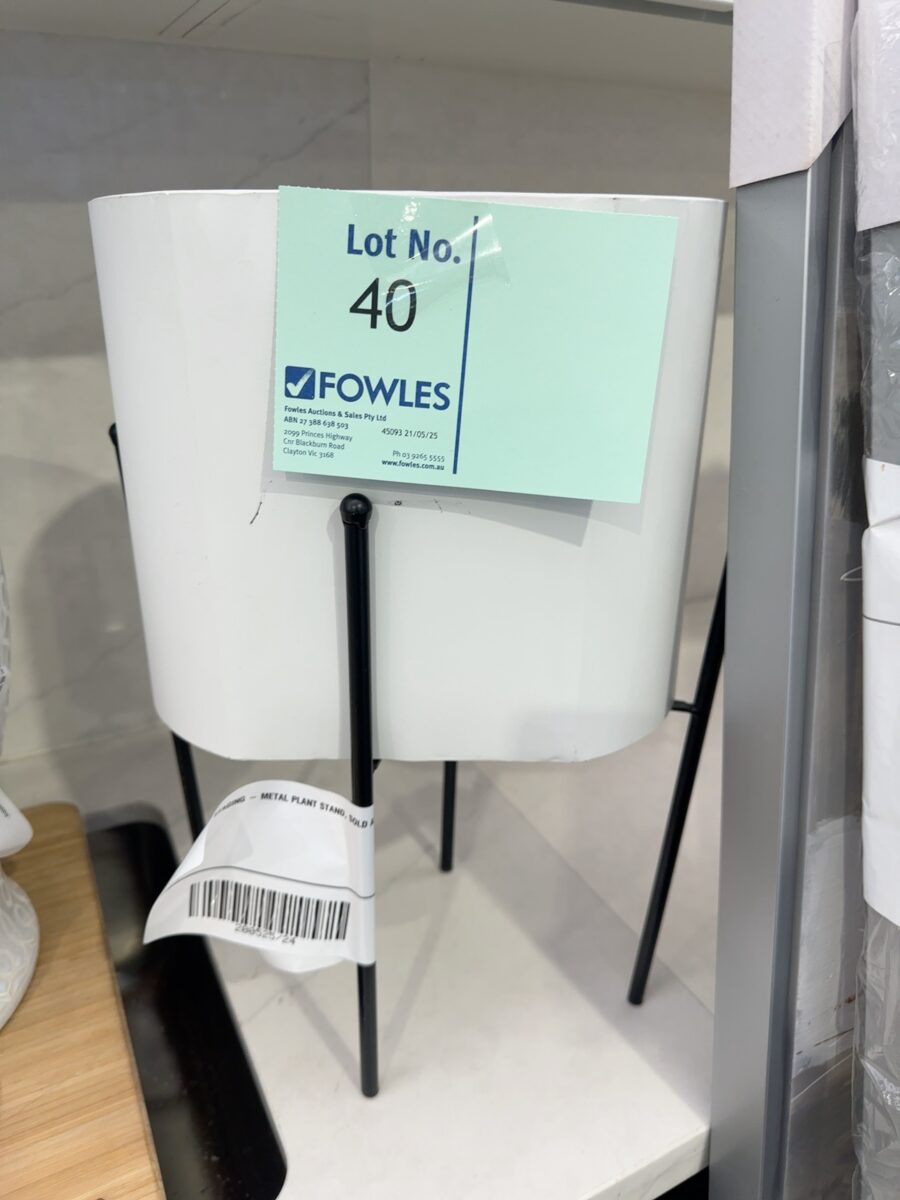 Lot No.
40
FOWLES
Fowles Auctions & Sales Pty Ltd
ABN 27 388 638 503
45093 21/05/25
2099 Princes Highway
Cnr Blackburn Road
Clayton Vic 3168
Ph 03 9265 5555
www.fowles.com.au
— METAL PLANT STAND, SOLD